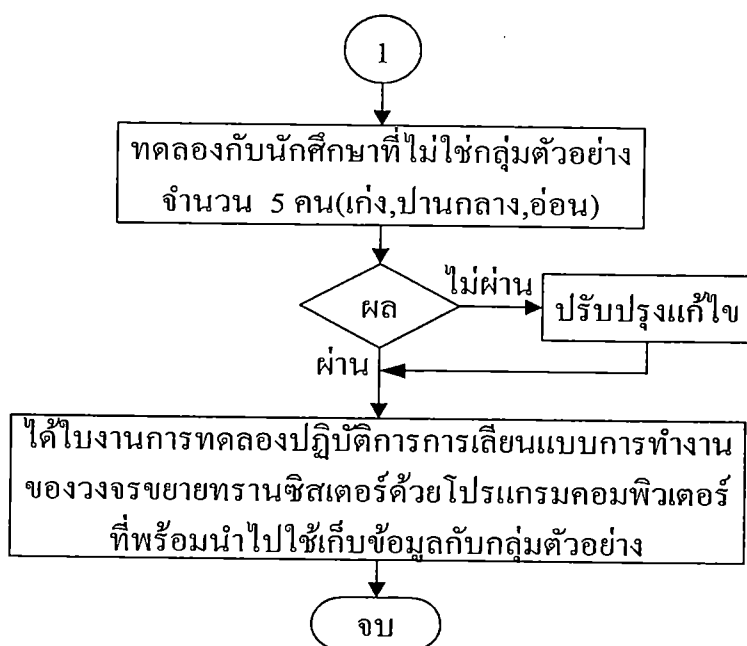 1
ทดลองกับนักศึกษาที่ไม่ใช่กลุ่มตัวอย่าง
จำนวน 5 คน(เก่ง,ปานกลาง,อ่อน)
ผล
ไม่ผ่าน
ปรับปรุงแก้ไข
ผ่าน
ได้ใบงานการทดลองปฏิบัติการการเลียนแบบการทำงาน
ของวงจรขยายทรานซิสเตอร์ด้วยโปรแกรมคอมพิวเตอร์
ที่พร้อมนำไปใช้เก็บข้อมูลกับกลุ่มตัวอย่าง
จบ